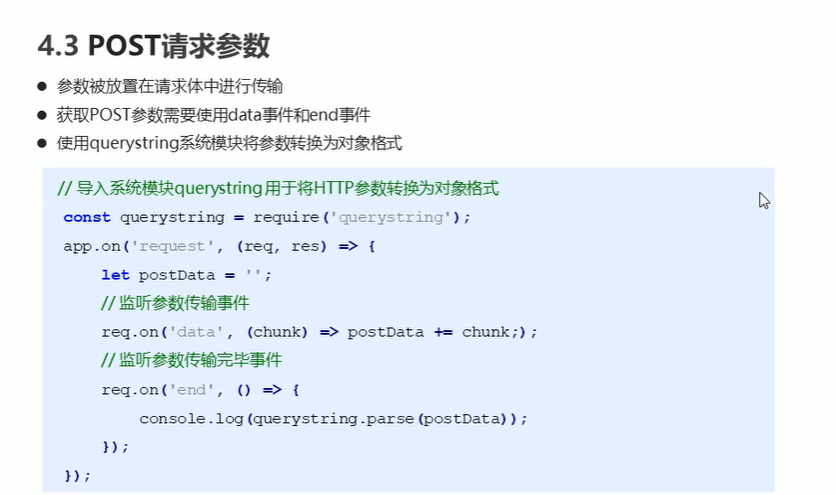 4.3 POST请求参数
● 参数被放置在请求体中进行传输
● 获取POST参数需要使用data事件和end事件
● 使用querystring系统模块将参数转换为对象格式
// 导入系统模块querystring 用于将HTTP参数转换为对象格式
const querystring = require('querystring');
app.on('request', (req, res) => {
let postData = '';
// 监听参数传输事件
req.on('data', (chunk) => postData += chunk;);
// 监听参数传输完毕事件
req.on('end', () => {
console.log(querystring.parse(postData));
});
});